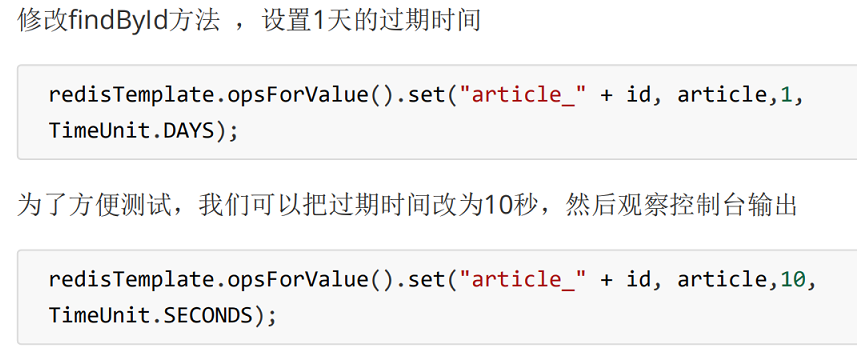 修改findById方法 ，设置1天的过期时间
redisTemplate.opsForValue().set("article_" + id, article,1,
TimeUnit.DAYS);
为了方便测试，我们可以把过期时间改为10秒，然后观察控制台输出
redisTemplate.opsForValue().set("article_" + id, article,10,
TimeUnit.SECONDS);